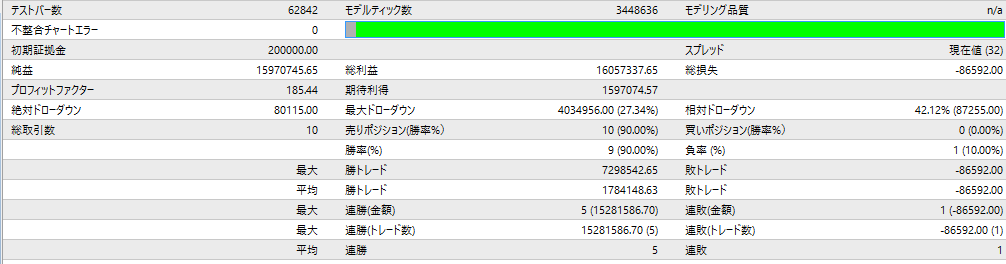 テストバー数 62842 モデルティック数 3448636 モデリング品質 n/a
不整合チャートエラー 0
初期証拠金 200000.00 スプレッド 現在値 (32)
純益 15970745.65 総利益 16057337.65 総損失 -86592.00
プロフィットファクター 185.44 期待利得 1597074.57
絶対ドローダウン 80115.00 最大ドローダウン 4034956.00 (27.34%) 相対ドローダウン 42.12% (87255.00)
総取引数 10 売りポジション(勝率%) 10 (90.00%) 買いポジション(勝率%) 0 (0.00%)
勝率(%) 9 (90.00%) 負率 (%) 1 (10.00%)
最大 勝トレード 7298542.65 敗トレード -86592.00
平均 勝トレード 1784148.63 敗トレード -86592.00
最大 連勝(金額) 5 (15281586.70) 連敗(金額) 1 (-86592.00)
最大 連勝(トレード数) 15281586.70 (5) 連敗(トレード数) -86592.00 (1)
平均 連勝 5 連敗 1